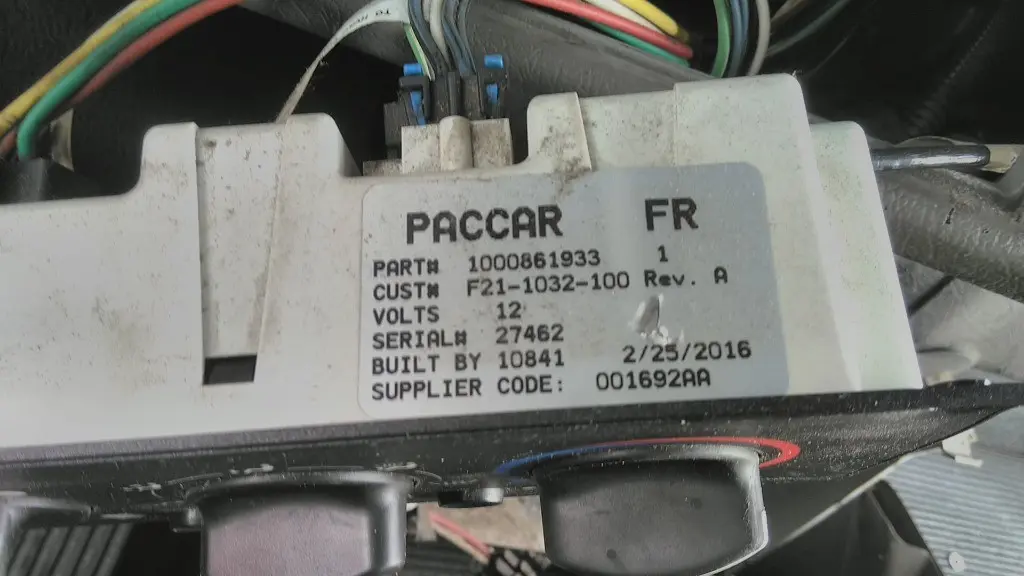 PACCAR FR
PART# 1000861933 1
CUST# F21-1032-100 Rev. A
VOLTS 12
SERIAL# 27462
BUILT BY 10841 2/25/2016
SUPPLIER CODE: 001692AA